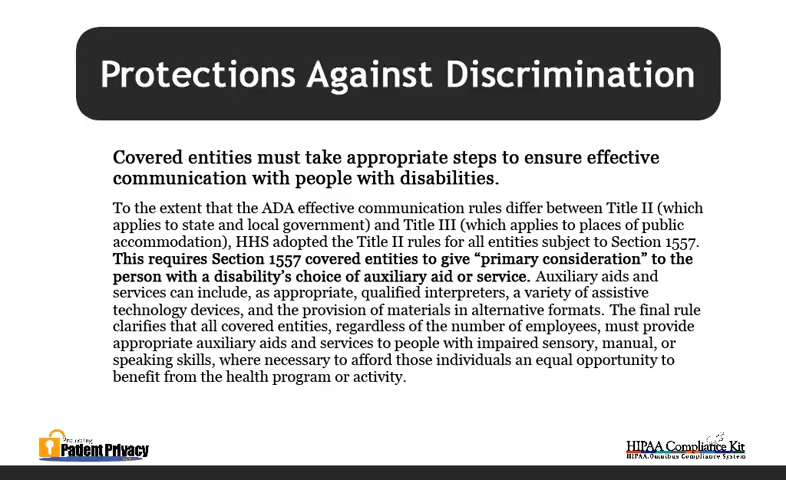 Protections Against Discrimination
Covered entities must take appropriate steps to ensure effective
communication with people with disabilities.
To the extent that the ADA effective communication rules differ between Title II (which
applies to state and local government) and Title III (which applies to places of public
accommodation), HHS adopted the Title II rules for all entities subject to Section 1557.
This requires Section 1557 covered entities to give “primary consideration” to the
person with a disability’s choice of auxiliary aid or service. Auxiliary aids and
services can include, as appropriate, qualified interpreters, a variety of assistive
technology devices, and the provision of materials in alternative formats. The final rule
clarifies that all covered entities, regardless of the number of employees, must provide
appropriate auxiliary aids and services to people with impaired sensory, manual, or
speaking skills, where necessary to afford those individuals an equal opportunity to
benefit from the health program or activity.
Protecting
Patient Privacy
HIPAA Compliance Kit
HIPAA Omnibus Compliance System